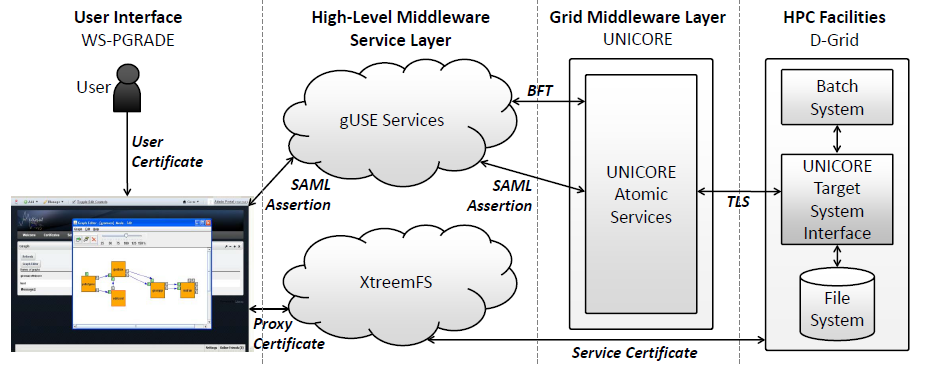 User Interface
WS-PGRADE
High-Level Middleware
Service Layer
Grid Middleware Layer
UNICORE
HPC Facilities
D-Grid
User
User
Certificate
gUSE Services
SAML
Assertion
BFT
SAML
Assertion
UNICORE
Atomic
Services
TLS
Batch
System
UNICORE
Target
System
Interface
File
System
XtreemFS
Proxy
Certificate
Service Certificate